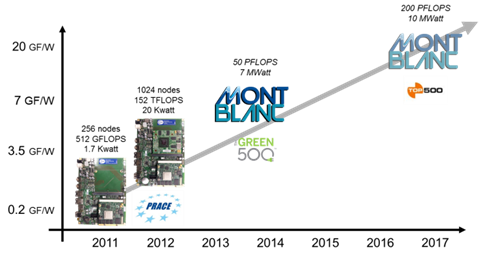 200 PFLOPS
10 MWatt
20 GF/W
MONT
BLANC
50 PFLOPS
7 MWatt
TOP500
1024 nodes
152 TFLOPS
20 Kwatt
7 GF/W
MONT
BLANC
256 nodes
512 GFLOPS
1.7 Kwatt
3.5 GF/W
THE
GREEN
500
PRACE
0.2 GF/W
2011
2012
2013
2014
2015
2016
2017